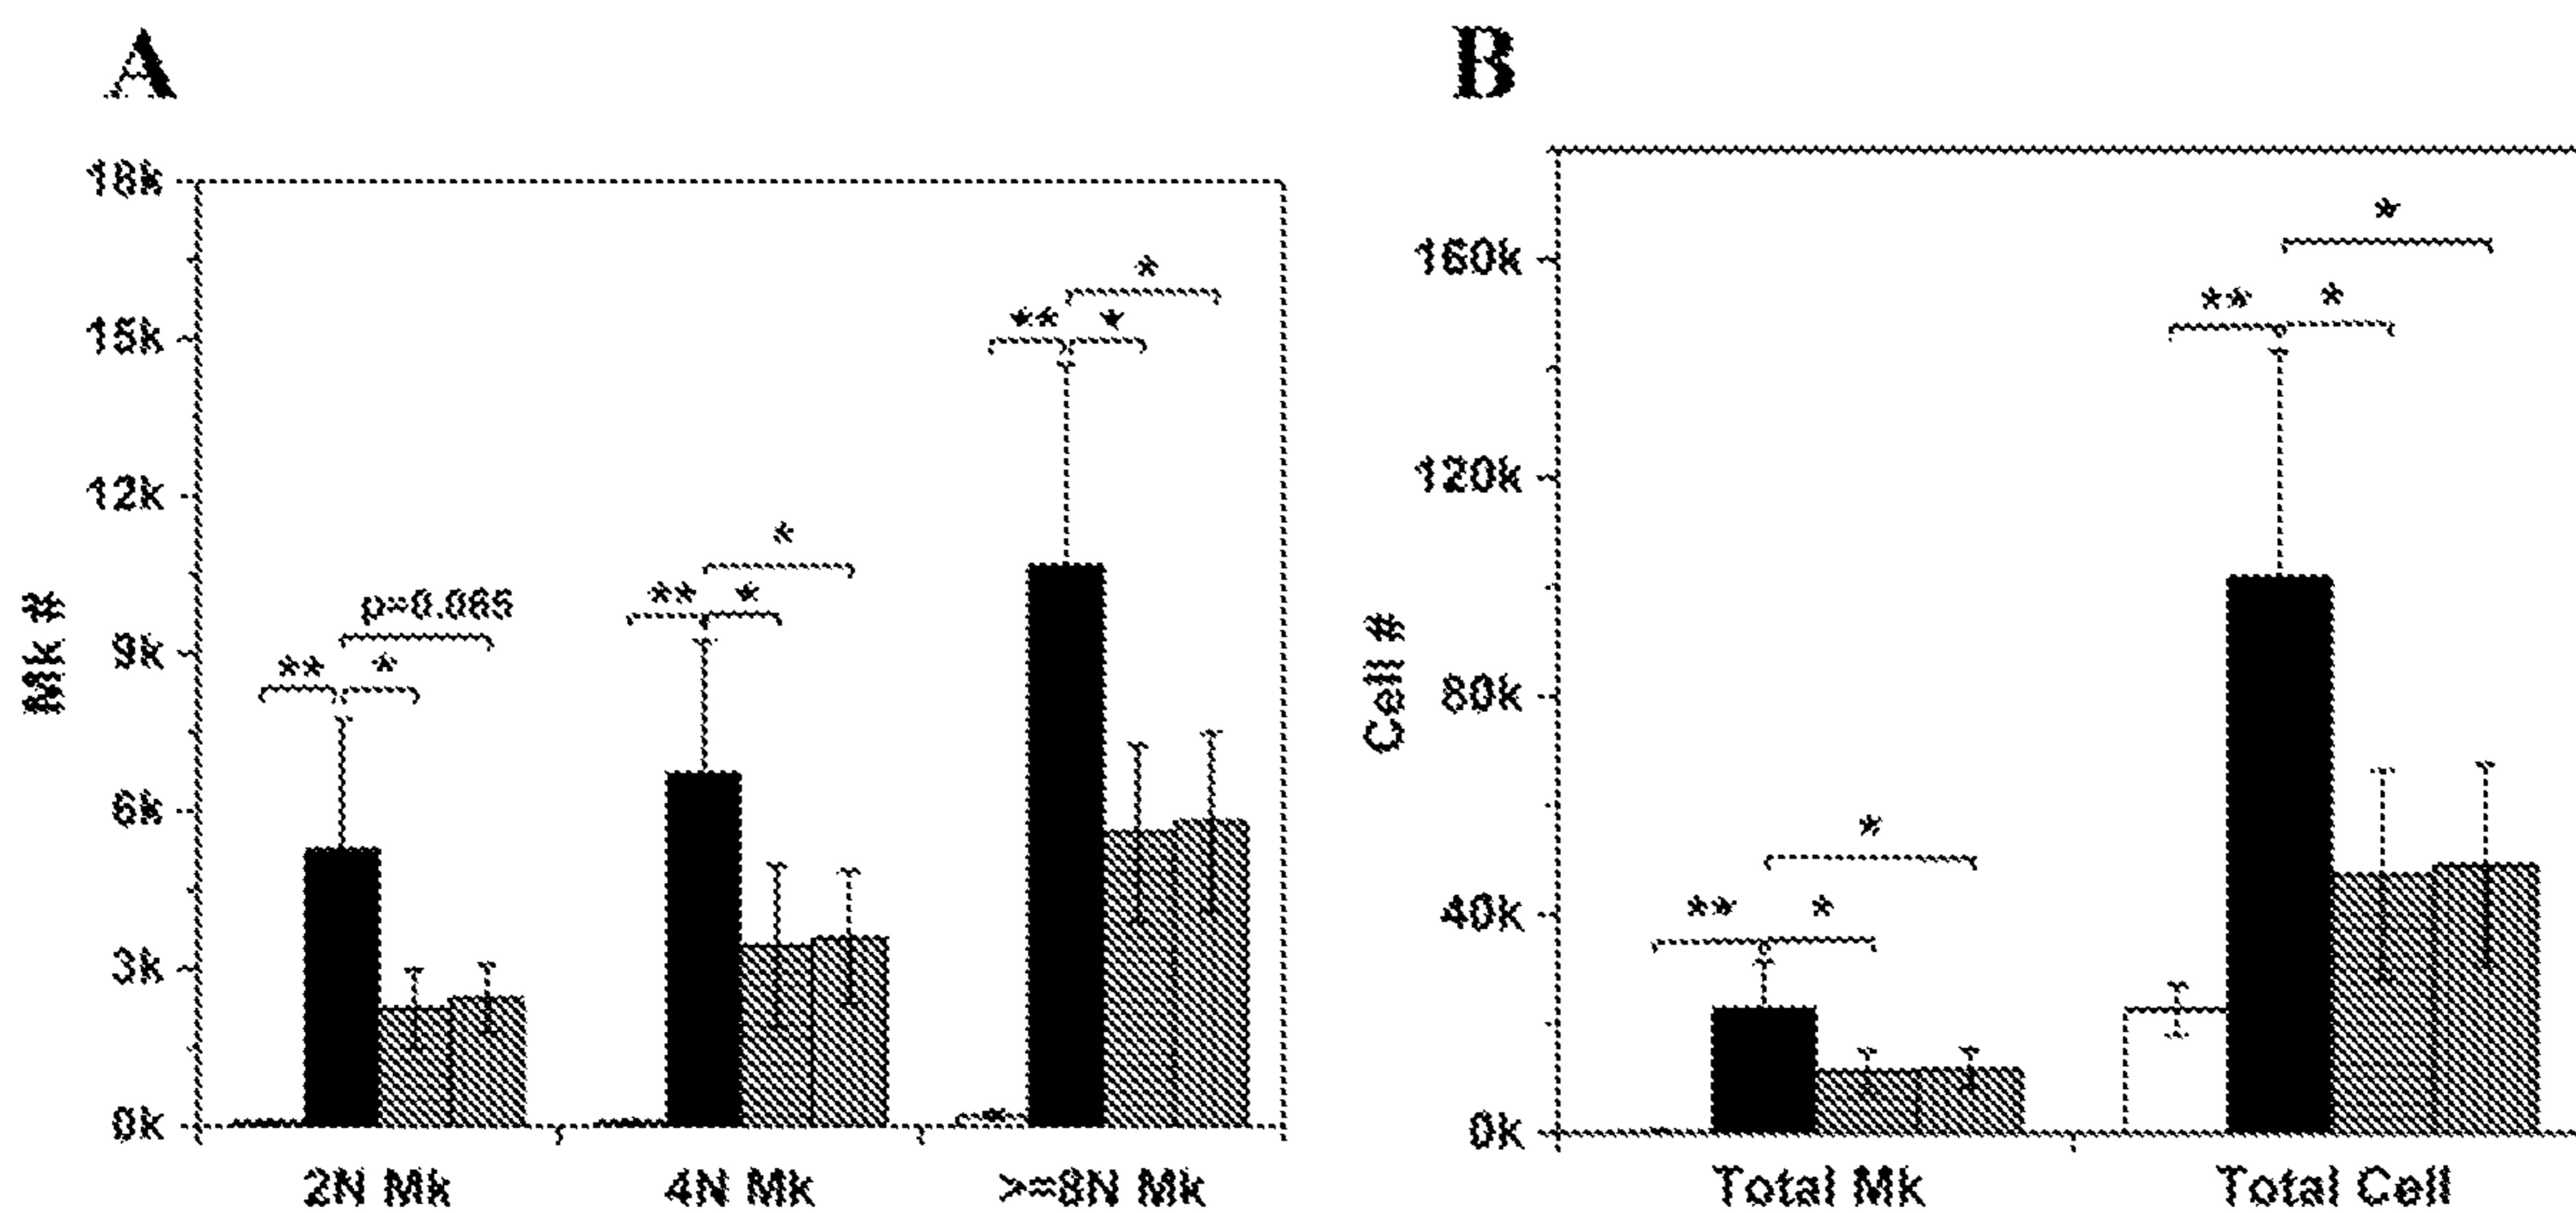 A
B
18k
15k
12k
9k
6k
3k
0k
Mk #
** * p=0.065
** * *
** * *
2N Mk 4N Mk >=8N Mk
160k
120k
80k
40k
0k
Cell #
** * *
** * *
Total Mk Total Cell